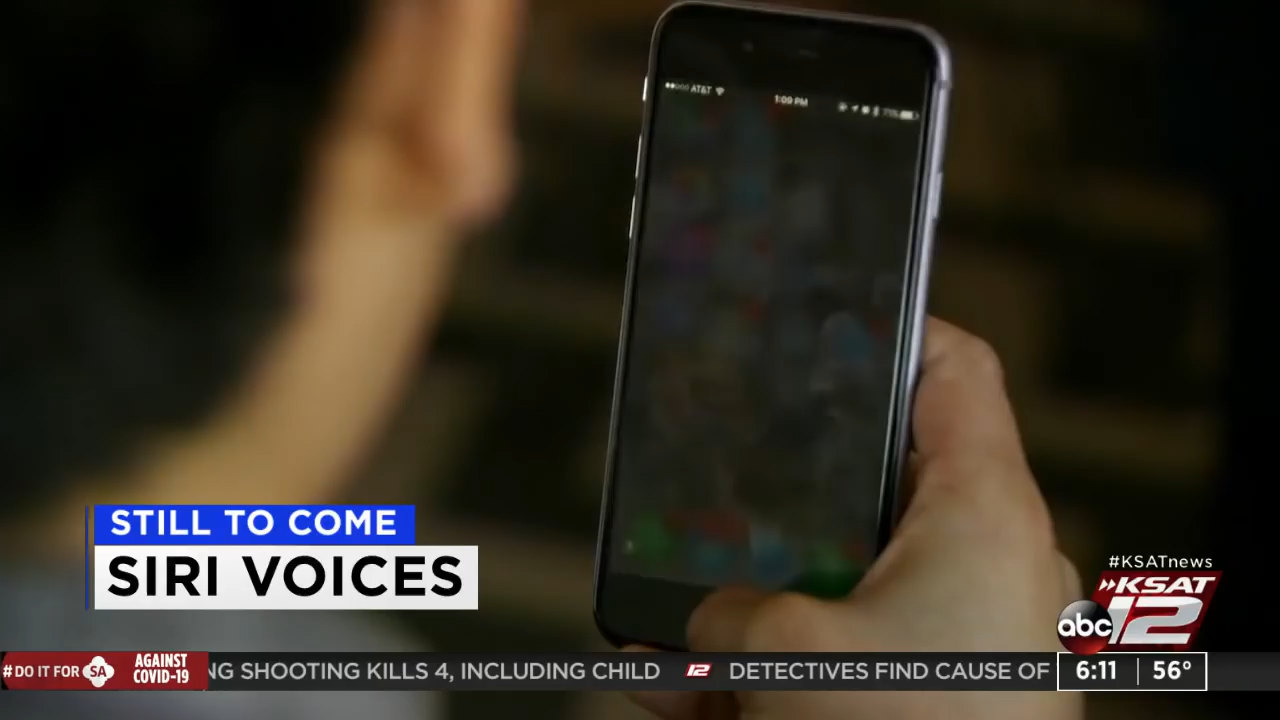 AT&T 1:09 PM 71%
STILL TO COME
SIRI VOICES
#KSATnews
KSAT
abc 12
#DO IT FOR SA AGAINST COVID-19 NG SHOOTING KILLS 4, INCLUDING CHILD 12 DETECTIVES FIND CAUSE OF 6:11 56°